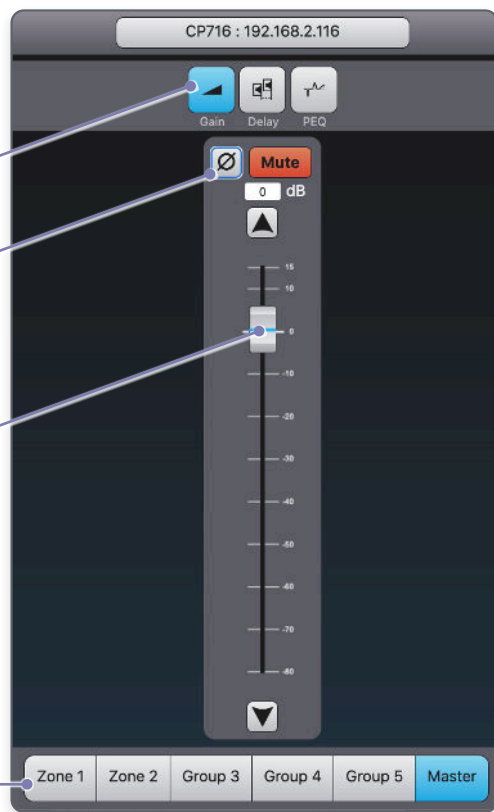 CP716 : 192.168.2.116
Gain Delay PEQ
Ø Mute
0 dB
15
10
0
-10
-20
-30
-40
-50
-60
-70
-80
Zone 1 Zone 2 Group 3 Group 4 Group 5 Master